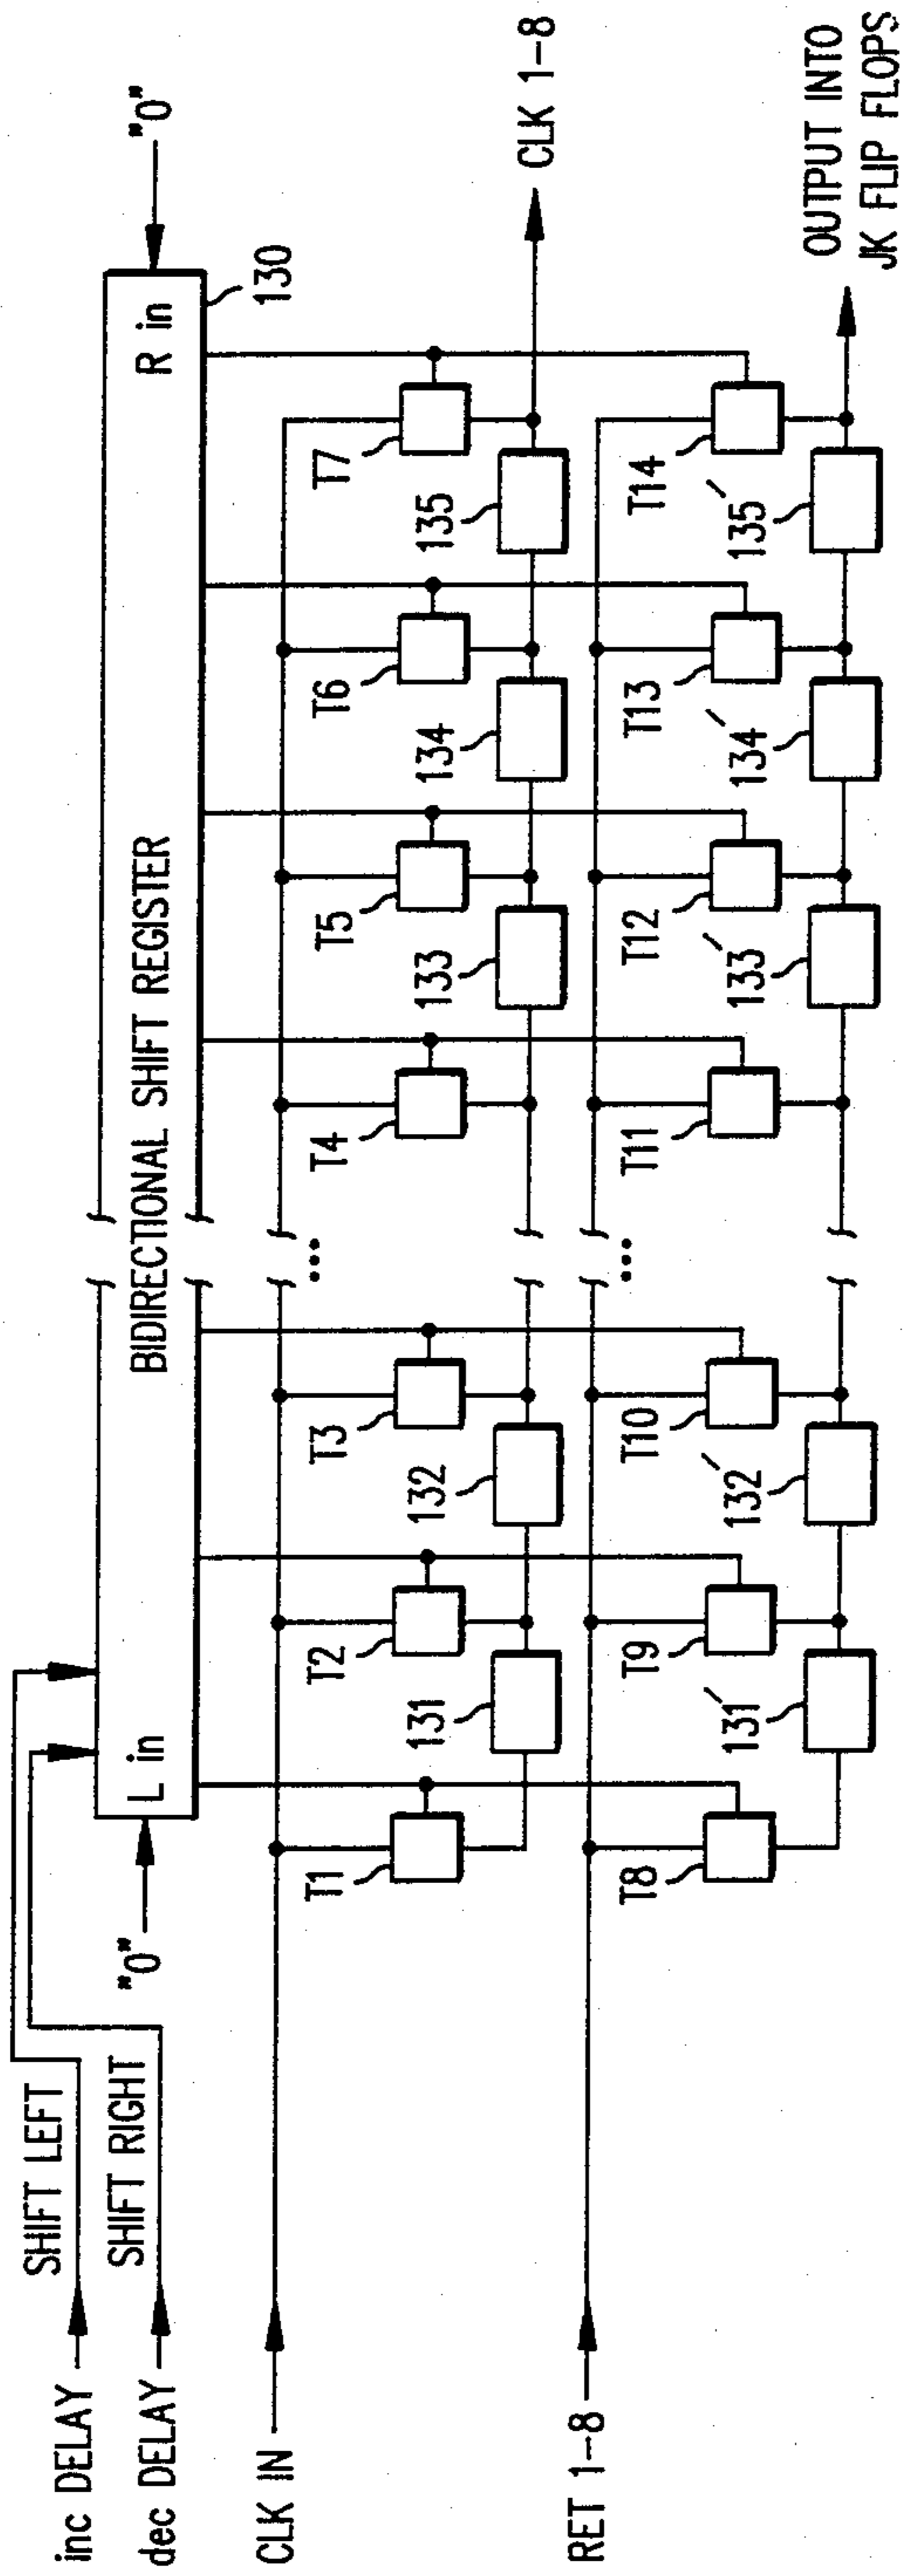 inc DELAY
SHIFT LEFT
dec DELAY
SHIFT RIGHT
"0"
L in
BIDIRECTIONAL SHIFT REGISTER
R in
"0"
130
CLK IN
T1
T2
T3
...
T4
T5
T6
T7
131
132
133
134
135
CLK 1-8
RET 1-8
T8
T9
T10
...
T11
T12
T13
T14
131'
132'
133'
134'
135'
OUTPUT INTO
JK FLIP FLOPS